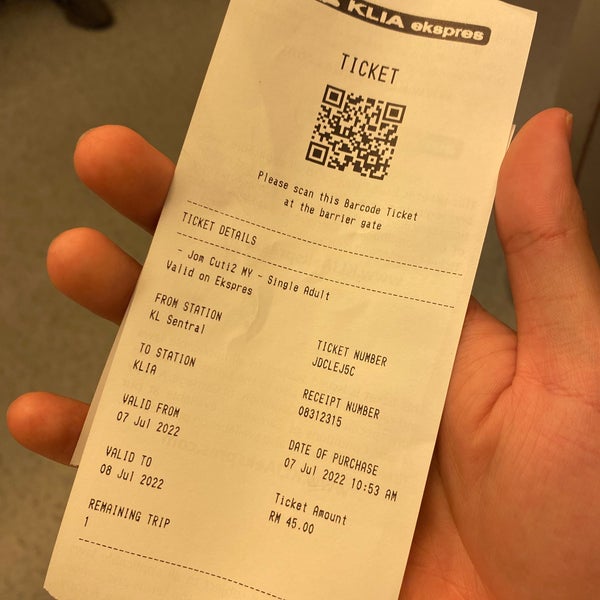 KLIA ekspres
TICKET
Please scan this Barcode Ticket
at the barrier gate
TICKET DETAILS
- Jom Cuti2 MY - Single Adult
Valid on Ekspres
FROM STATION
KL Sentral
TICKET NUMBER
JDCLEJ5C
TO STATION
KLIA
RECEIPT NUMBER
08312315
VALID FROM
07 Jul 2022
DATE OF PURCHASE
07 Jul 2022 10:53 AM
VALID TO
08 Jul 2022
Ticket Amount
RM 45.00
REMAINING TRIP
1